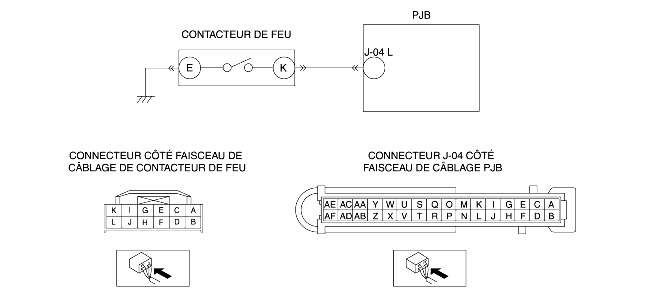 PJB
CONTACTEUR DE FEU
J-04 L
E K
CONNECTEUR CÔTÉ FAISCEAU DE
CÂBLAGE DE CONTACTEUR DE FEU
CONNECTEUR J-04 CÔTÉ
FAISCEAU DE CÂBLAGE PJB
K I G E C A
L J H F D B
AE AC AA Y W U S Q O M K I G E C A
AF AD AB Z X V T R P N L J H F D B